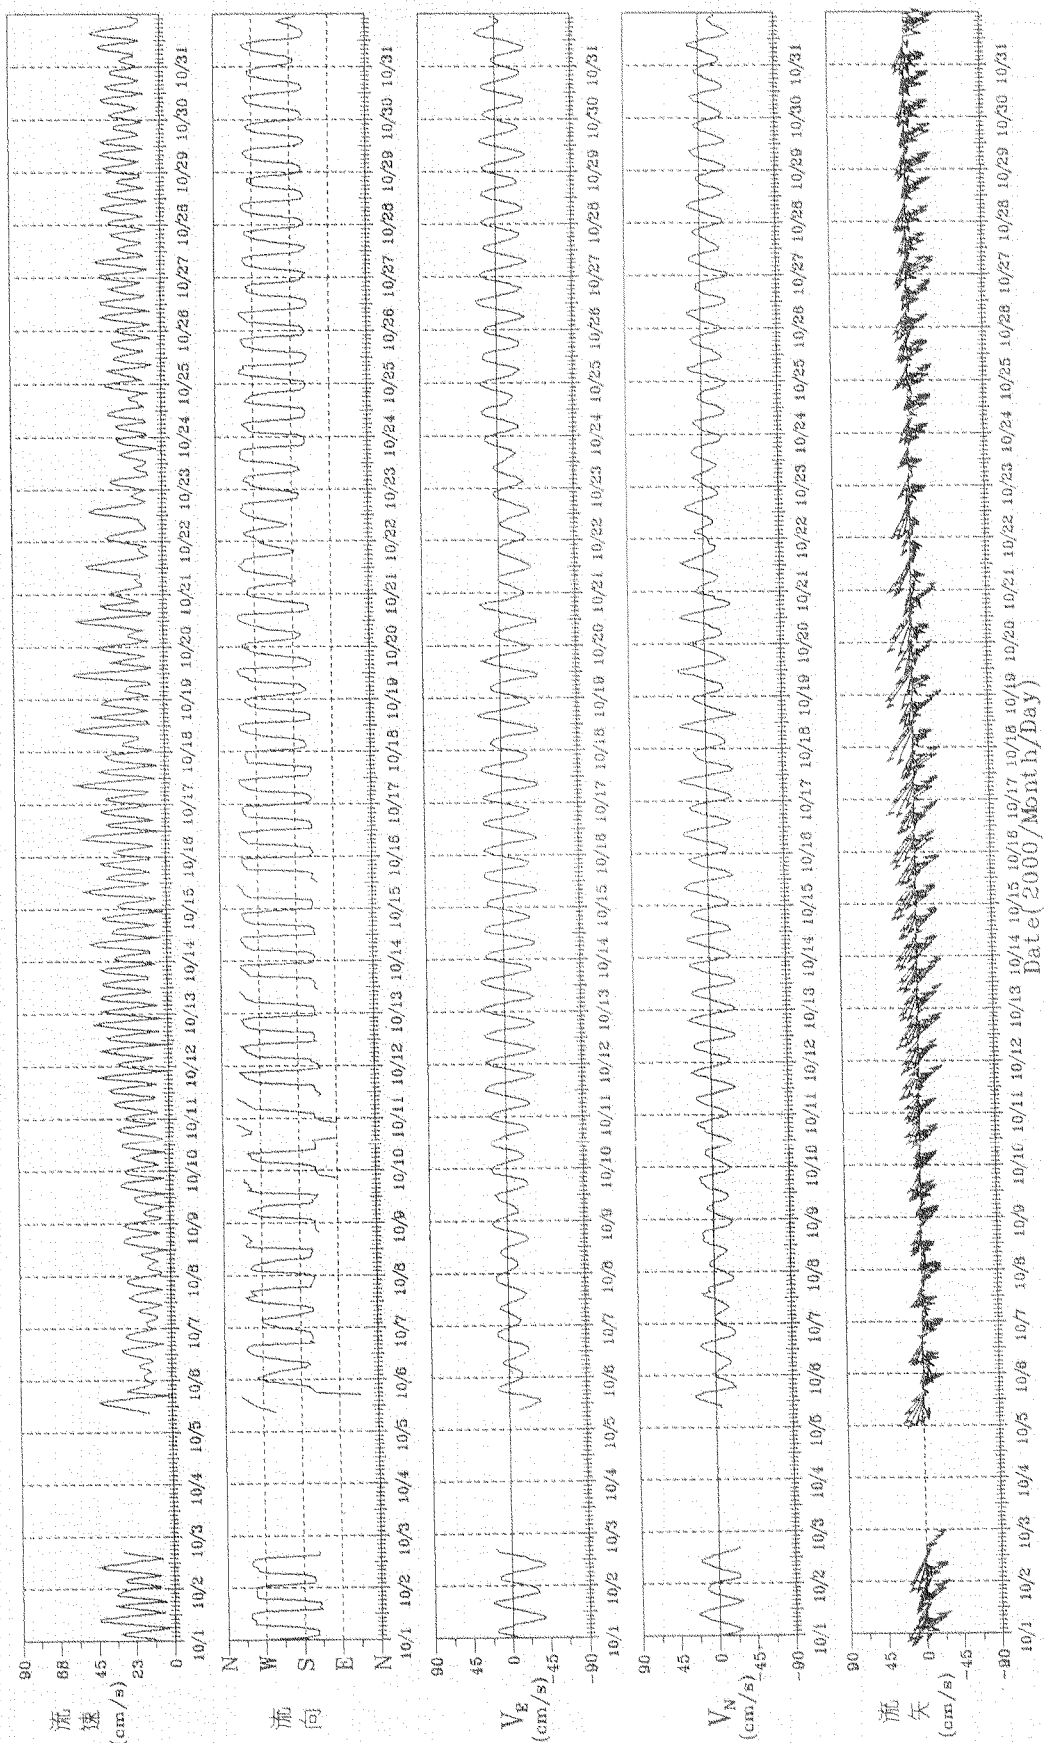 90
68
45
23
0
流速
(cm/s)
10/1 10/2 10/3 10/4 10/5 10/6 10/7 10/8 10/9 10/10 10/11 10/12 10/13 10/14 10/15 10/16 10/17 10/18 10/19 10/20 10/21 10/22 10/23 10/24 10/25 10/26 10/27 10/28 10/29 10/30 10/31
N
W
S
E
N
流向
10/1 10/2 10/3 10/4 10/5 10/6 10/7 10/8 10/9 10/10 10/11 10/12 10/13 10/14 10/15 10/16 10/17 10/18 10/19 10/20 10/21 10/22 10/23 10/24 10/25 10/26 10/27 10/28 10/29 10/30 10/31
90
45
0
-45
-90
V_E
(cm/s)
10/1 10/2 10/3 10/4 10/5 10/6 10/7 10/8 10/9 10/10 10/11 10/12 10/13 10/14 10/15 10/16 10/17 10/18 10/19 10/20 10/21 10/22 10/23 10/24 10/25 10/26 10/27 10/28 10/29 10/30 10/31
90
45
0
-45
-90
V_N
(cm/s)
10/1 10/2 10/3 10/4 10/5 10/6 10/7 10/8 10/9 10/10 10/11 10/12 10/13 10/14 10/15 10/16 10/17 10/18 10/19 10/20 10/21 10/22 10/23 10/24 10/25 10/26 10/27 10/28 10/29 10/30 10/31
90
45
0
-45
-90
流矢
(cm/s)
10/1 10/2 10/3 10/4 10/5 10/6 10/7 10/8 10/9 10/10 10/11 10/12 10/13 10/14 10/15 10/16 10/17 10/18 10/19 10/20 10/21 10/22 10/23 10/24 10/25 10/26 10/27 10/28 10/29 10/30 10/31
Date(2000/Month/Day)